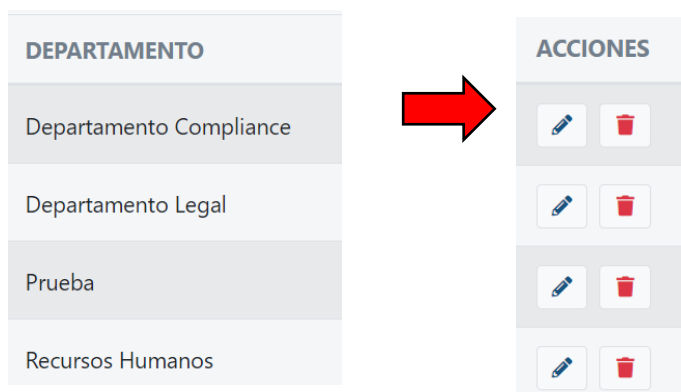 DEPARTAMENTO
ACCIONES
Departamento Compliance
Departamento Legal
Prueba
Recursos Humanos